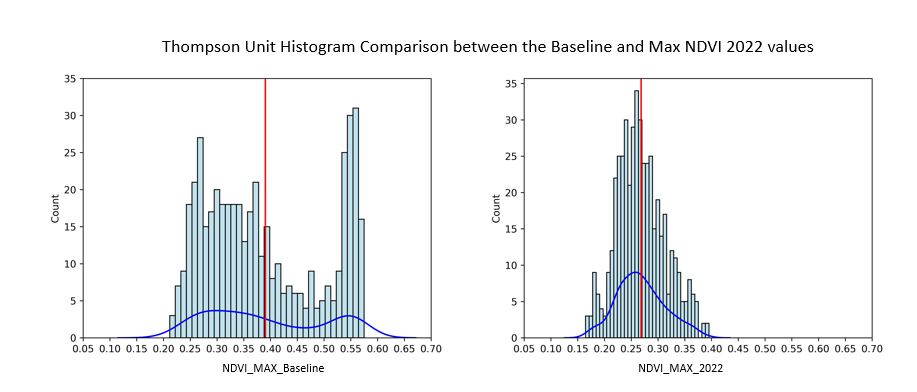 Thompson Unit Histogram Comparison between the Baseline and Max NDVI 2022 values
35
30
25
20
15
10
5
0
Count
0.05 0.10 0.15 0.20 0.25 0.30 0.35 0.40 0.45 0.50 0.55 0.60 0.65 0.70
NDVI_MAX_Baseline
35
30
25
20
15
10
5
0
Count
0.05 0.10 0.15 0.20 0.25 0.30 0.35 0.40 0.45 0.50 0.55 0.60 0.65 0.70
NDVI_MAX_2022